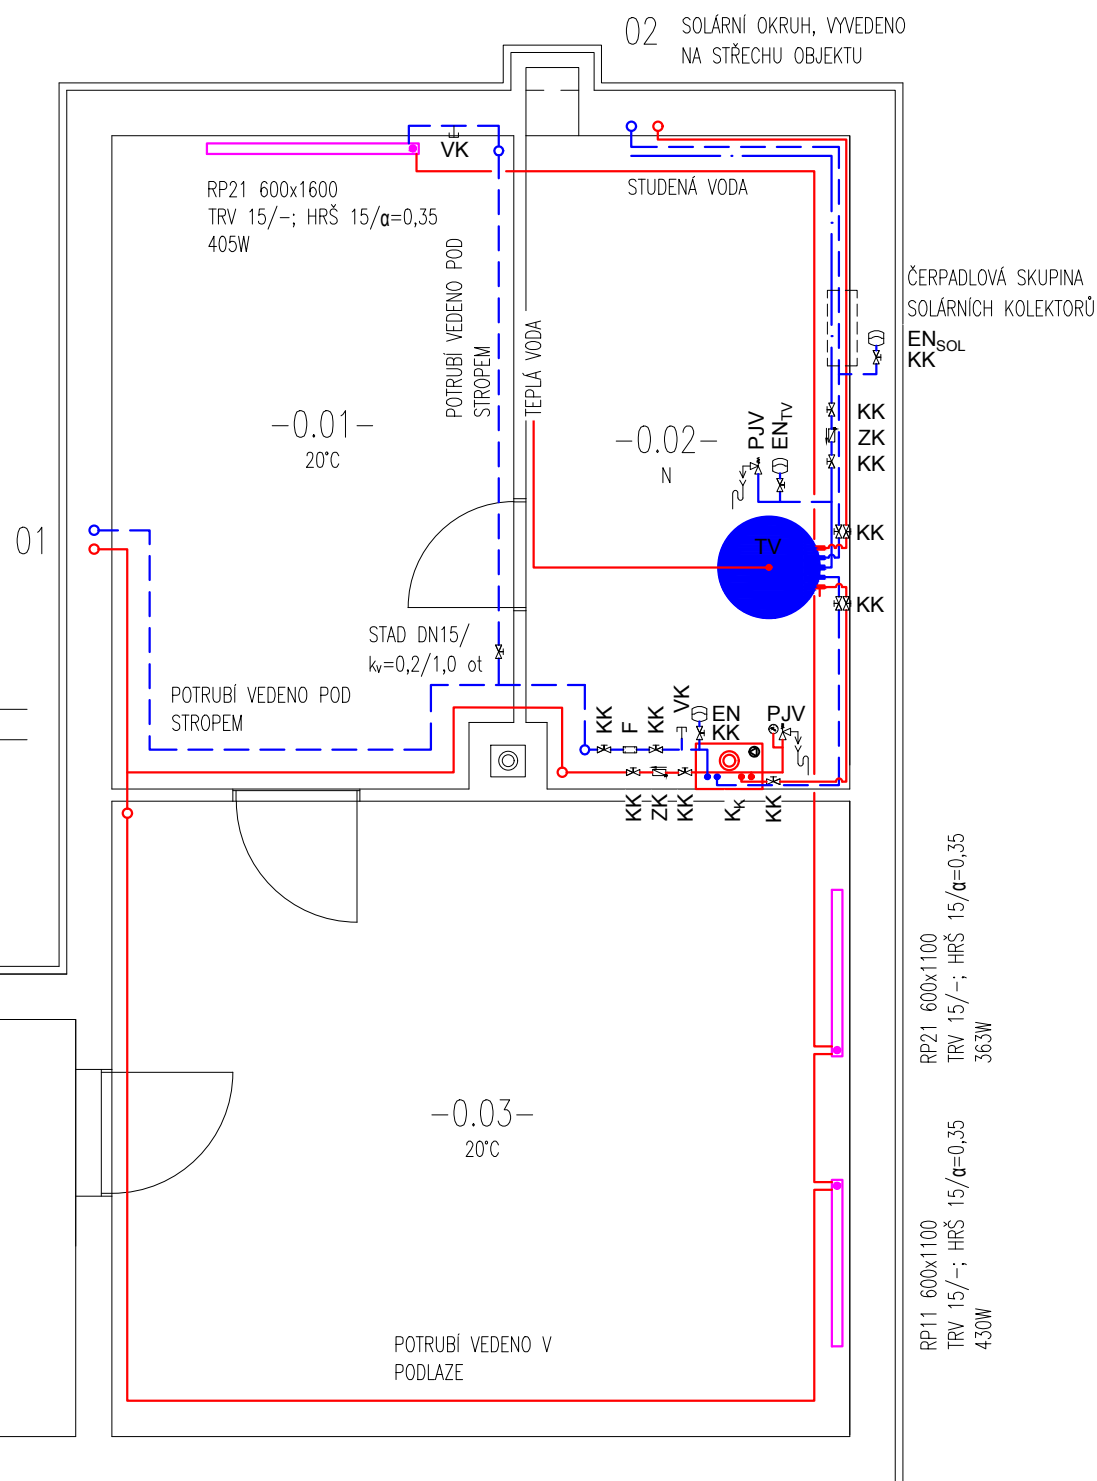 02 SOLÁRNÍ OKRUH, VYVEDENO
NA STŘECHU OBJEKTU
VK
RP21 600x1600
TRV 15/-; HRŠ 15/α=0,35
405W
STUDENÁ VODA
POTRUBÍ VEDENO POD
STROPEM
TEPLÁ VODA
ČERPADLOVÁ SKUPINA
SOLÁRNÍCH KOLEKTORŮ
EN SOL
KK
-0.01-
20°C
-0.02-
N
PJV
EN TV
KK
ZK
KK
01
KK
TV
KK
STAD DN15/
kv=0,2/1,0 ot
POTRUBÍ VEDENO POD
STROPEM
KK
F
KK
VK
EN
KK
PJV
KK
ZK
KK
KK
KK
RP21 600x1100
TRV 15/-; HRŠ 15/α=0,35
363W
-0.03-
20°C
RP11 600x1100
TRV 15/-; HRŠ 15/α=0,35
430W
POTRUBÍ VEDENO V
PODLAZE